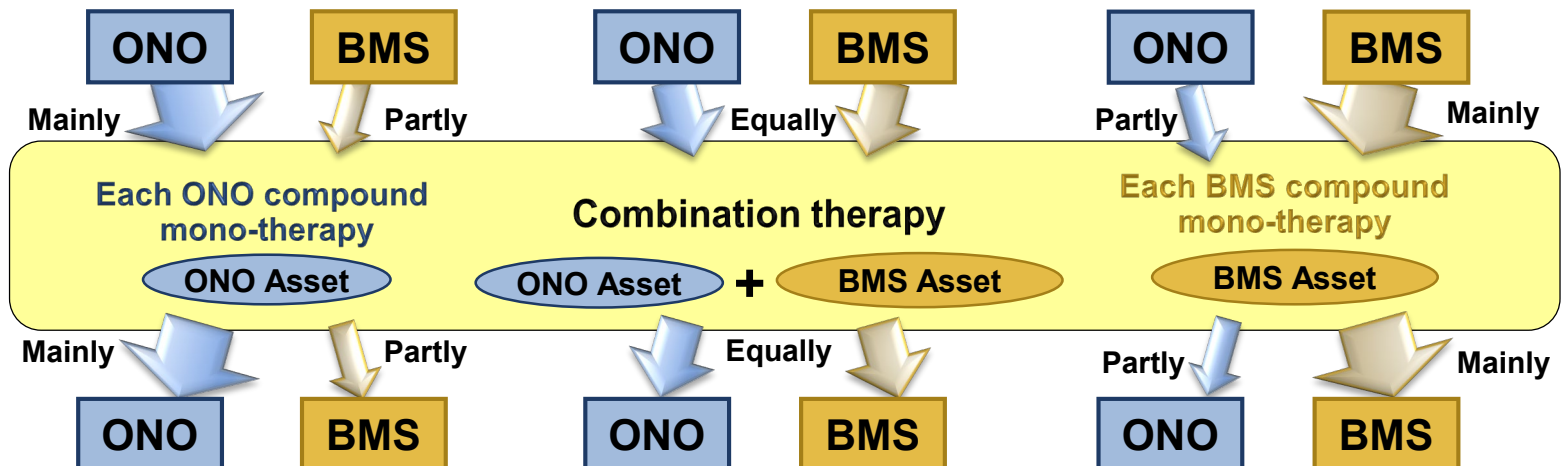 ONO BMS ONO BMS ONO BMS
Mainly Partly Equally Partly Mainly
Each ONO compound
mono-therapy
Combination therapy
Each BMS compound
mono-therapy
ONO Asset ONO Asset + BMS Asset BMS Asset
Mainly Partly Equally Partly Mainly
ONO BMS ONO BMS ONO BMS